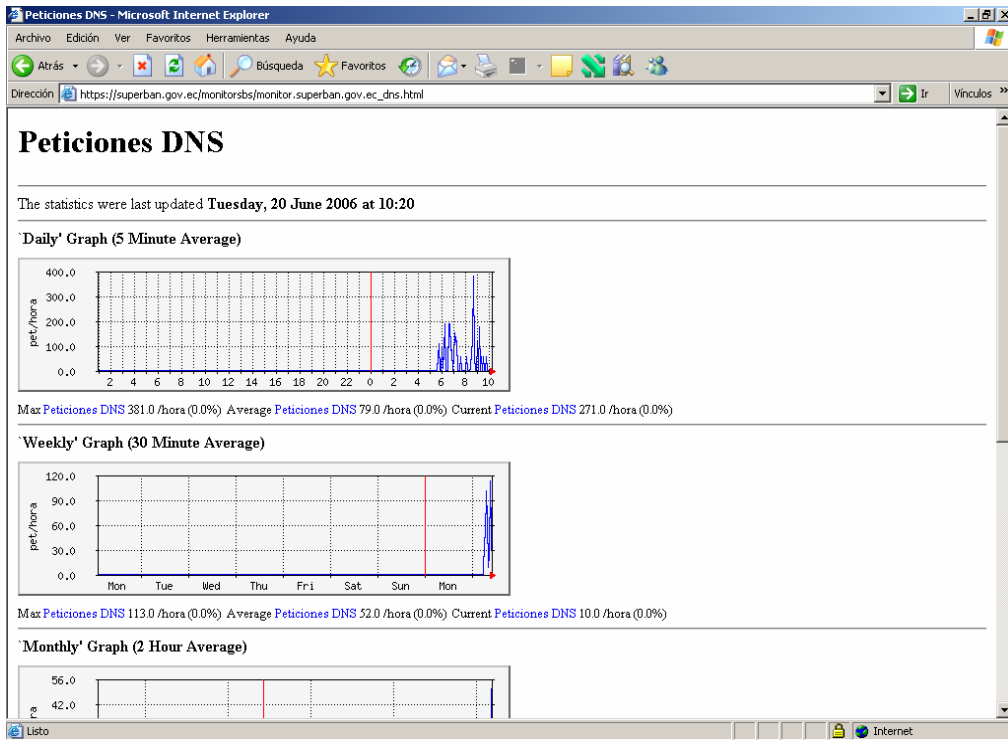 Peticiones DNS - Microsoft Internet Explorer
Archivo Edición Ver Favoritos Herramientas Ayuda
Atrás Búsqueda Favoritos
Dirección https://superban.gov.ec/monitorsbs/monitor.superban.gov.ec_dns.html Ir Vínculos »
Peticiones DNS
The statistics were last updated Tuesday, 20 June 2006 at 10:20
`Daily' Graph (5 Minute Average)
400.0
300.0
200.0
100.0
0.0
pet/hora
2 4 6 8 10 12 14 16 18 20 22 0 2 4 6 8 10
Max Peticiones DNS 381.0 /hora (0.0%) Average Peticiones DNS 79.0 /hora (0.0%) Current Peticiones DNS 271.0 /hora (0.0%)
`Weekly' Graph (30 Minute Average)
120.0
90.0
60.0
30.0
0.0
pet/hora
Mon Tue Wed Thu Fri Sat Sun Mon
Max Peticiones DNS 113.0 /hora (0.0%) Average Peticiones DNS 52.0 /hora (0.0%) Current Peticiones DNS 10.0 /hora (0.0%)
`Monthly' Graph (2 Hour Average)
56.0
42.0
ra
Listo Internet